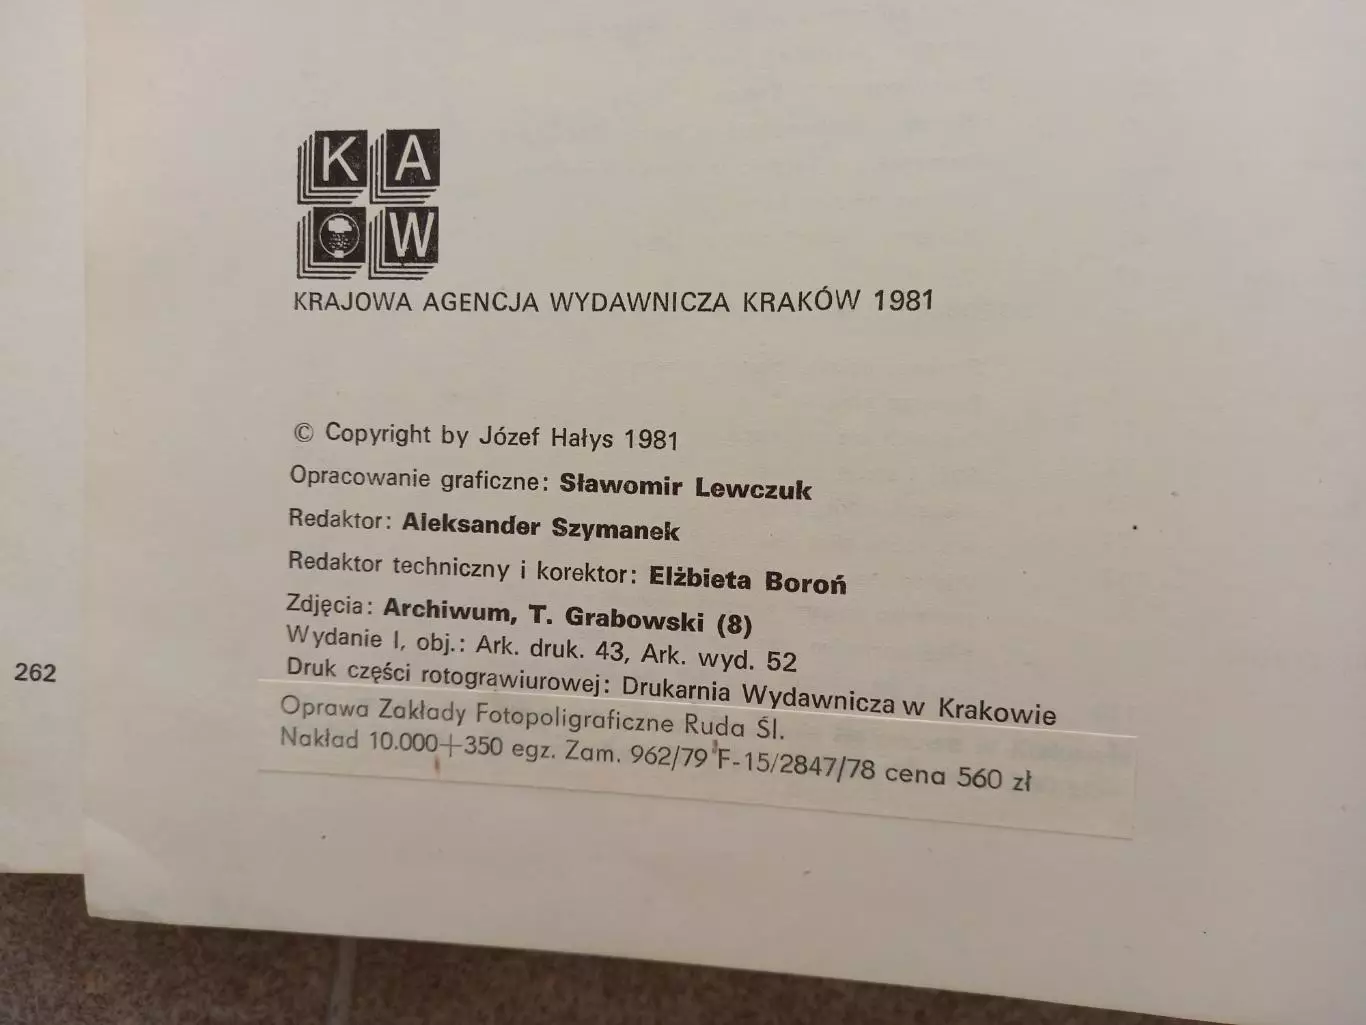 K A
W
KRAJOWA AGENCJA WYDAWNICZA KRAKÓW 1981
© Copyright by Józef Hałys 1981
Opracowanie graficzne: Sławomir Lewczuk
Redaktor: Aleksander Szymanek
Redaktor techniczny i korektor: Elżbieta Boroń
Zdjęcia: Archiwum, T. Grabowski (8)
Wydanie I, obj.: Ark. druk. 43, Ark. wyd. 52
Druk części rotograwiurowej: Drukarnia Wydawnicza w Krakowie
Oprawa Zakłady Fotopoligraficzne Ruda Śl.
Nakład 10.000+350 egz. Zam. 962/79 F-15/2847/78 cena 560 zł
262